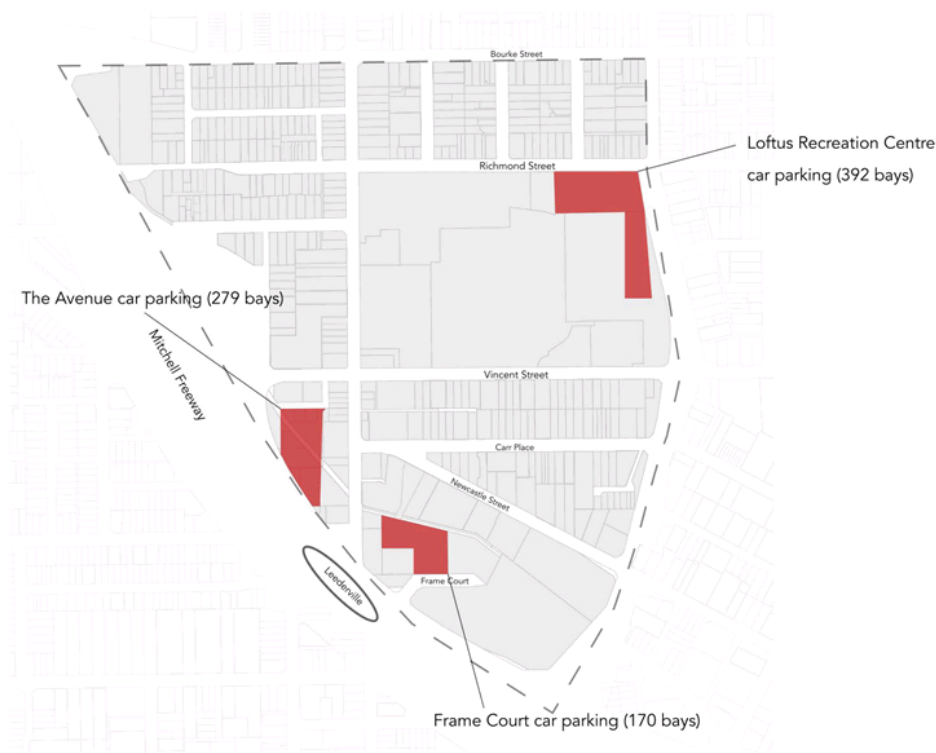 Bourke Street
Loftus Recreation Centre
car parking (392 bays)
Richmond Street
The Avenue car parking (279 bays)
Mitchell Freeway
Vincent Street
Carr Place
Newcastle Street
Leederville
Frame Court
Frame Court car parking (170 bays)